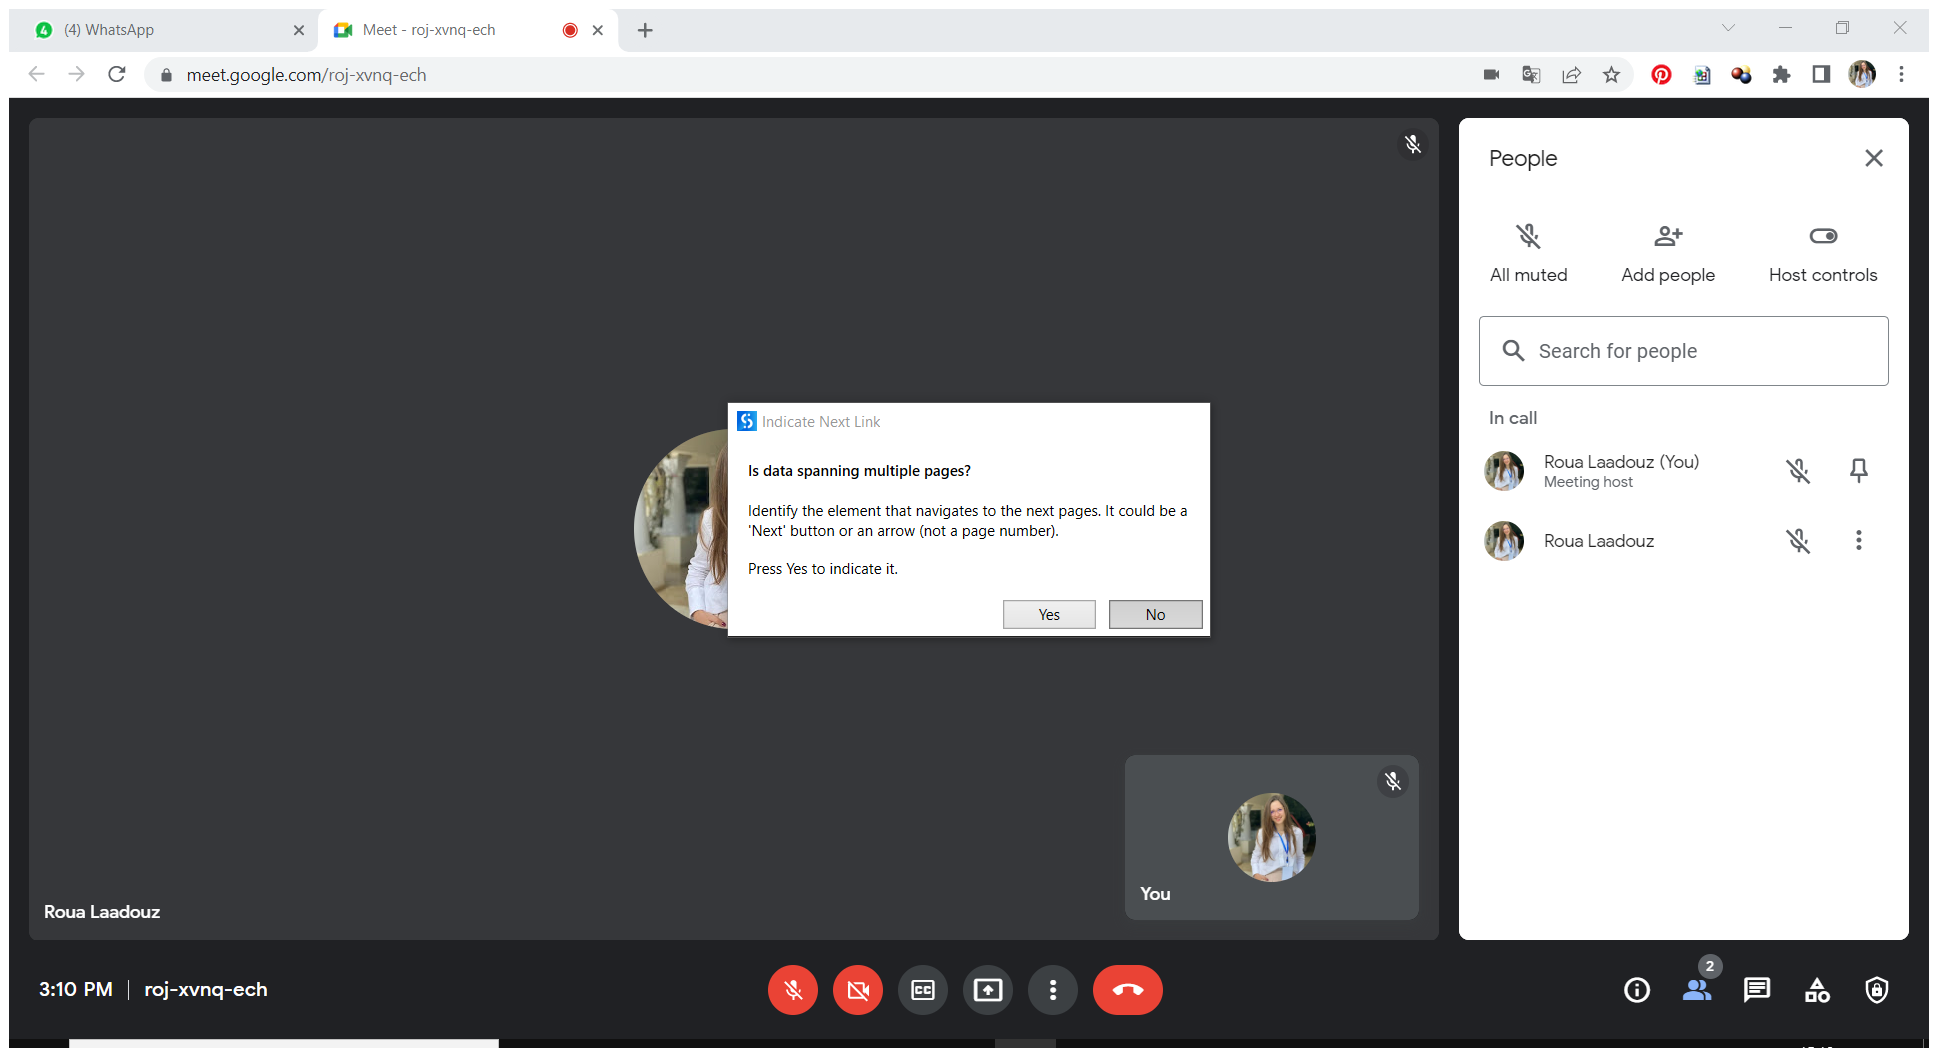 (4) WhatsApp
Meet - roj-xvnq-ech
meet.google.com/roj-xvnq-ech
People
All muted
Add people
Host controls
Search for people
In call
Roua Laadouz (You)
Meeting host
Roua Laadouz
Indicate Next Link
Is data spanning multiple pages?
Identify the element that navigates to the next pages. It could be a
'Next' button or an arrow (not a page number).
Press Yes to indicate it.
Yes
No
You
Roua Laadouz
3:10 PM
roj-xvnq-ech
CC
2